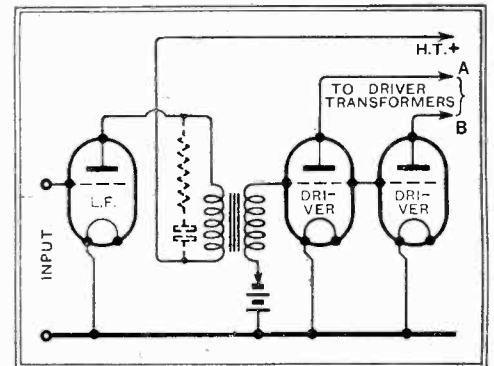 H.T.+
A
TO DRIVER
TRANSFORMERS
B
L.F.
DRI-
VER
DRI-
VER
INPUT